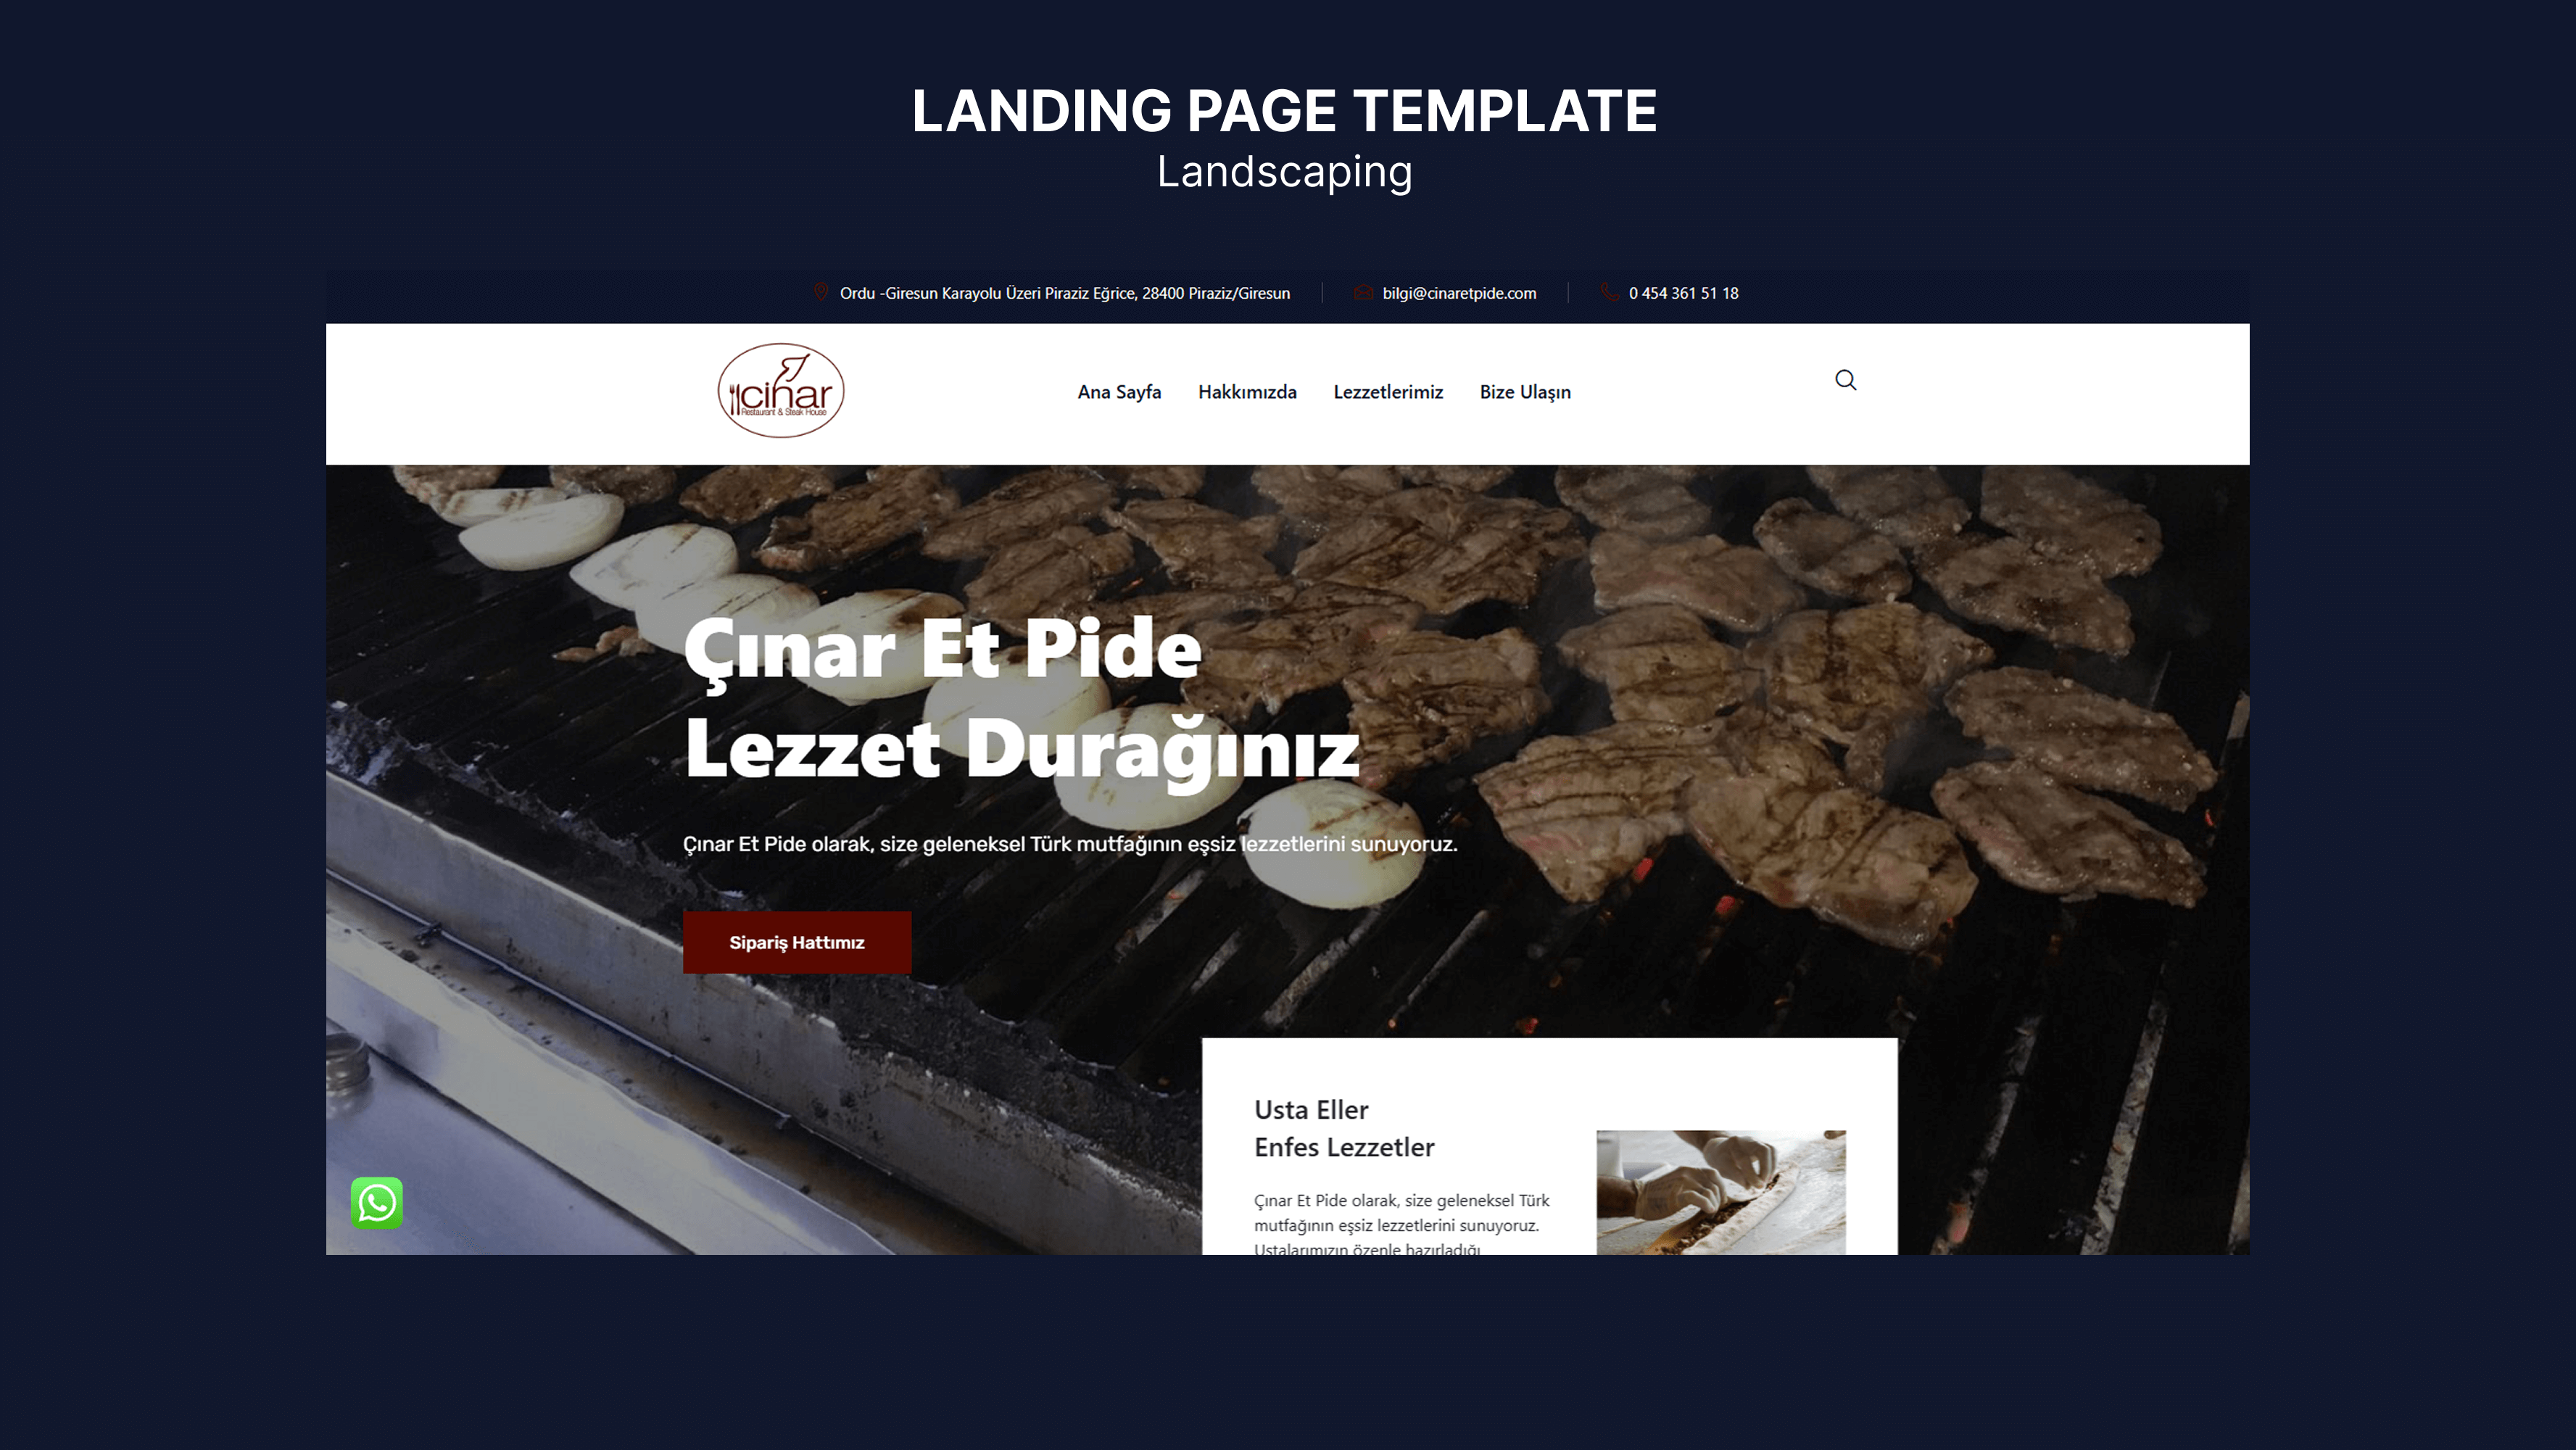 LANDING PAGE TEMPLATE
Landscaping
Ordu -Giresun Karayolu Üzeri Piraziz Eğrice, 28400 Piraziz/Giresun
bilgi@cinaretpide.com
0 454 361 51 18
cinar
Restaurant & Steak House
Ana Sayfa
Hakkımızda
Lezzetlerimiz
Bize Ulaşın
Çınar Et Pide
Lezzet Durağınız
Çınar Et Pide olarak, size geleneksel Türk mutfağının eşsiz lezzetlerini sunuyoruz.
Sipariş Hattımız
Usta Eller
Enfes Lezzetler
Çınar Et Pide olarak, size geleneksel Türk
mutfağının eşsiz lezzetlerini sunuyoruz.
Ustalarımızın özenle hazırladığı